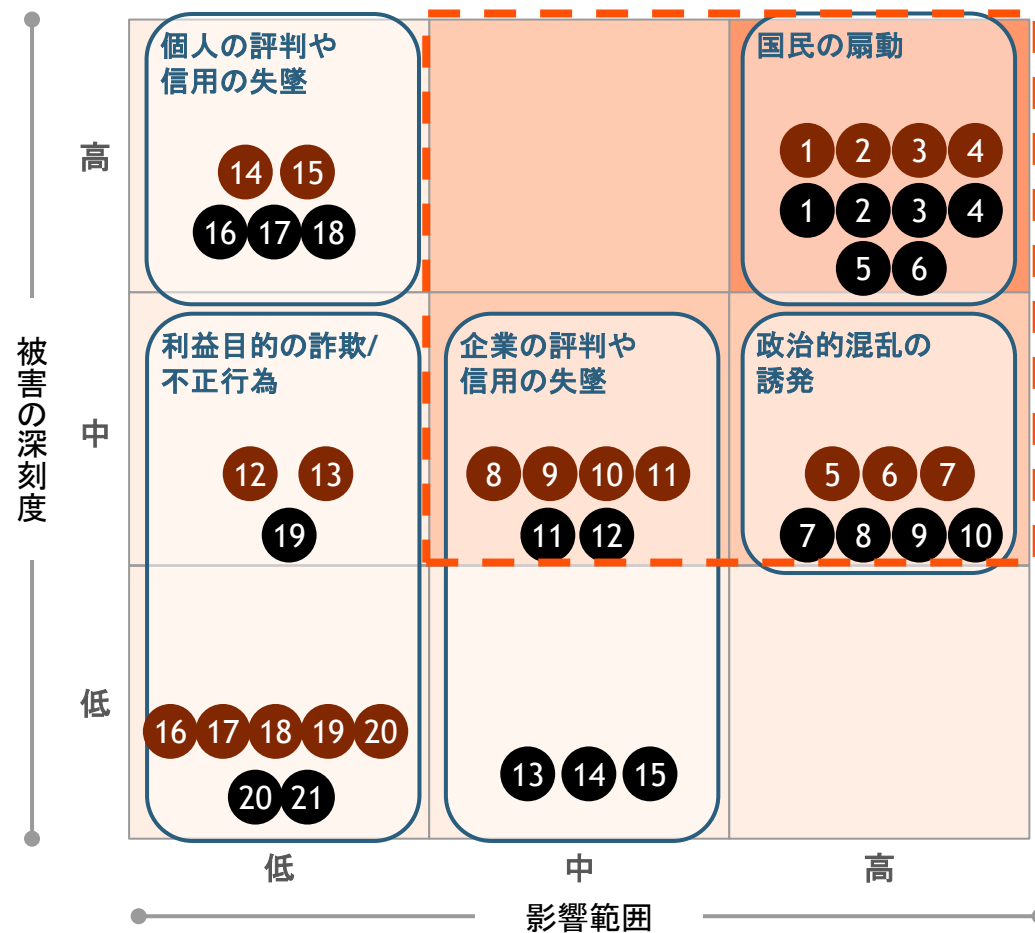 個人の評判や
信用の失墜
14 15
16 17 18
国民の扇動
1 2 3 4
1 2 3 4
5 6
高
利益目的の詐欺/
不正行為
12 13
19
企業の評判や
信用の失墜
8 9 10 11
11 12
政治的混乱の
誘発
5 6 7
7 8 9 10
中
被害の深刻度
16 17 18 19 20
20 21
13 14 15
低
低 中 高
影響範囲